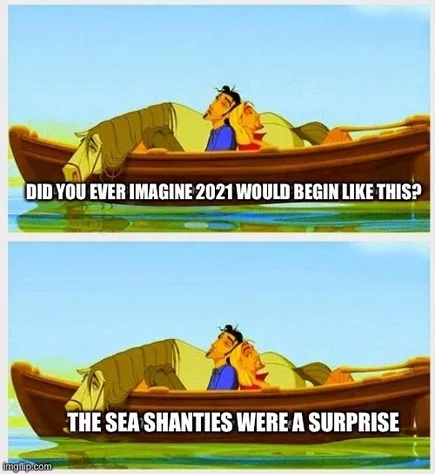 DID YOU EVER IMAGINE 2021 WOULD BEGIN LIKE THIS?
THE SEA SHANTIES WERE A SURPRISE
imgflip.com